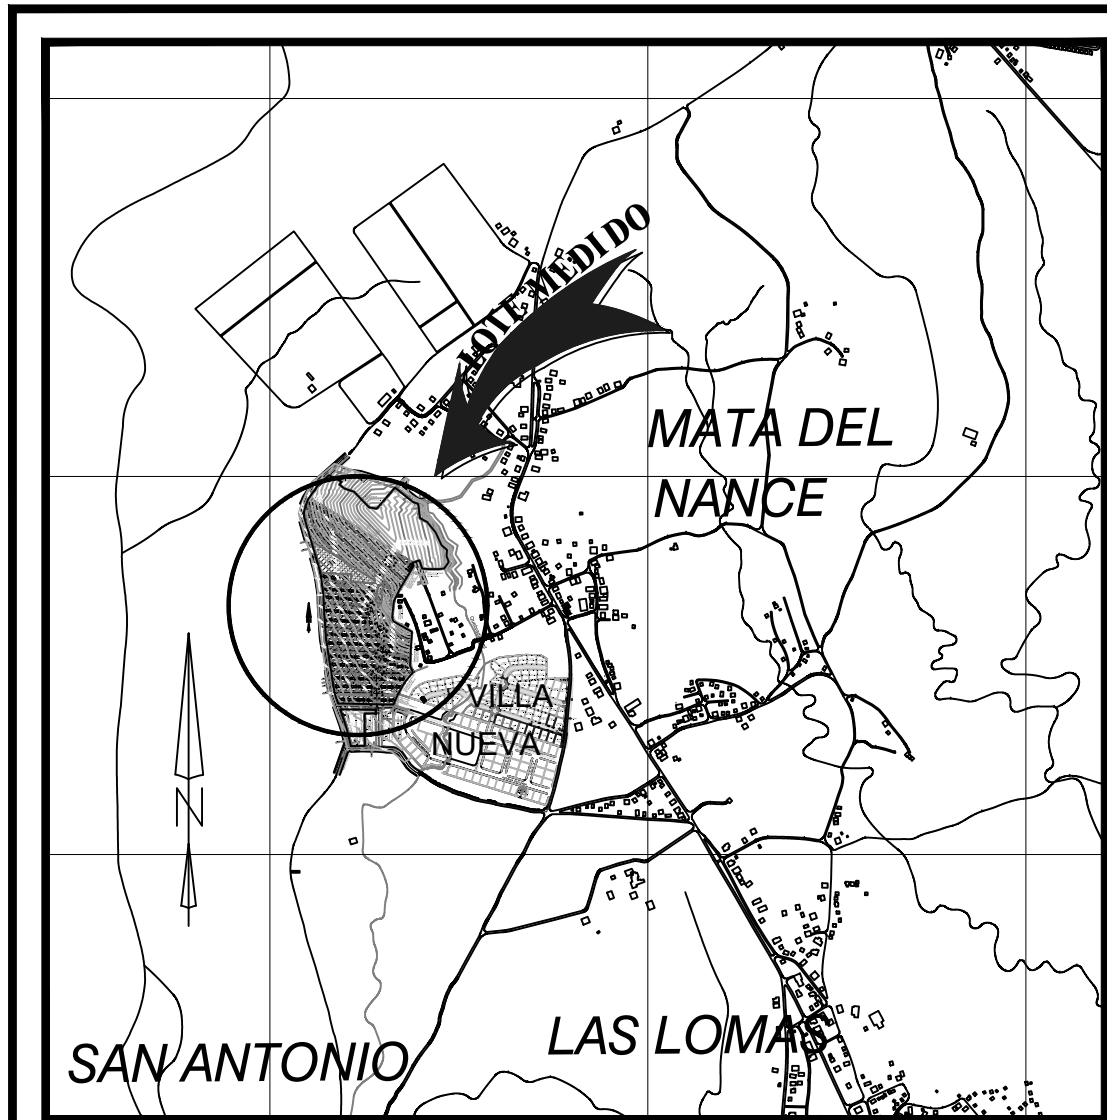 LOTE MEDIDO
MATA DEL
NANCE
VILLA
NUEVA
N
LAS LOMAS
SAN ANTONIO